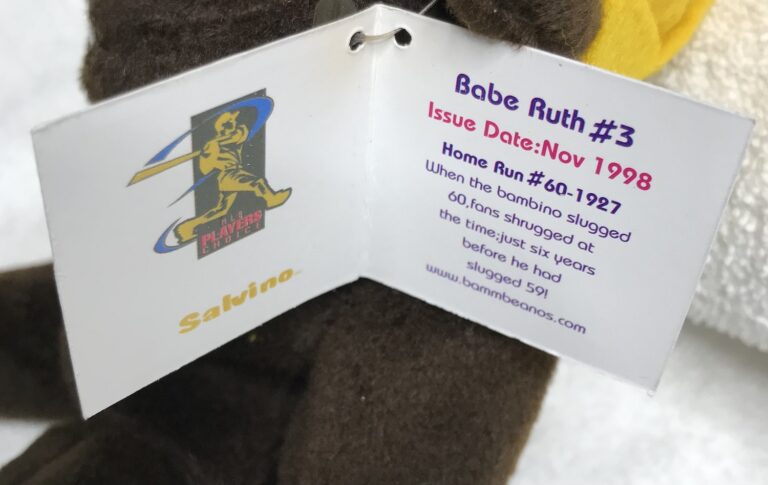 MLB
PLAYERS
CHOICE
Salvino
Babe Ruth #3
Issue Date:Nov 1998
Home Run #60-1927
When the bambino slugged
60,fans shrugged at
the time;just six years
before he had
slugged 59!
www.bammbeanos.com